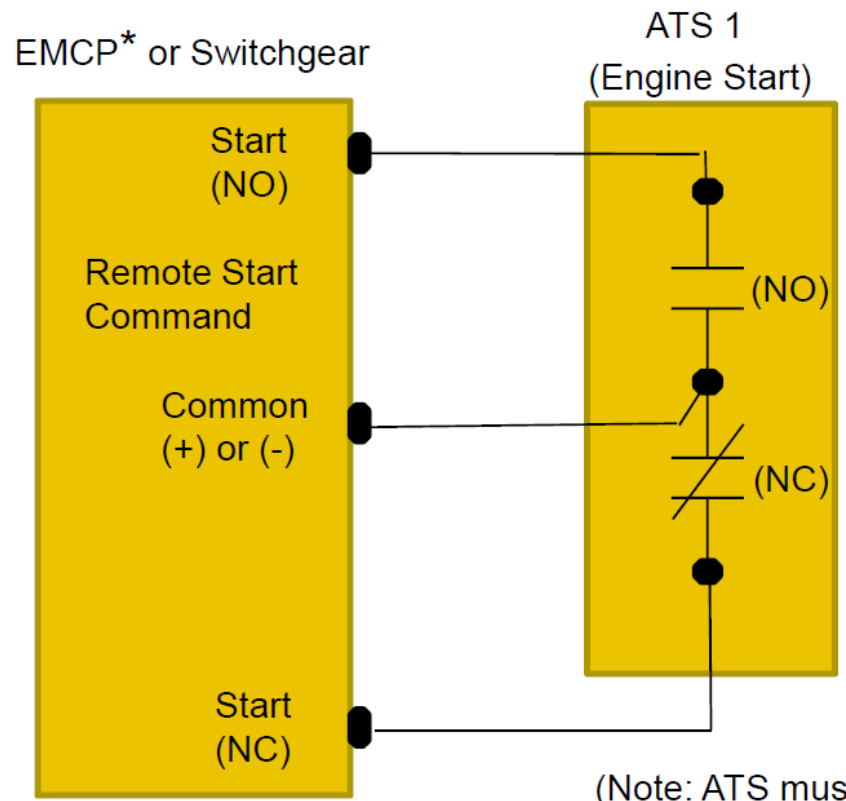 EMCP* or Switchgear
ATS 1
(Engine Start)
Start
(NO)
Remote Start
Command
(NO)
Common
(+) or (-)
(NC)
Start
(NC)
(Note: ATS mus